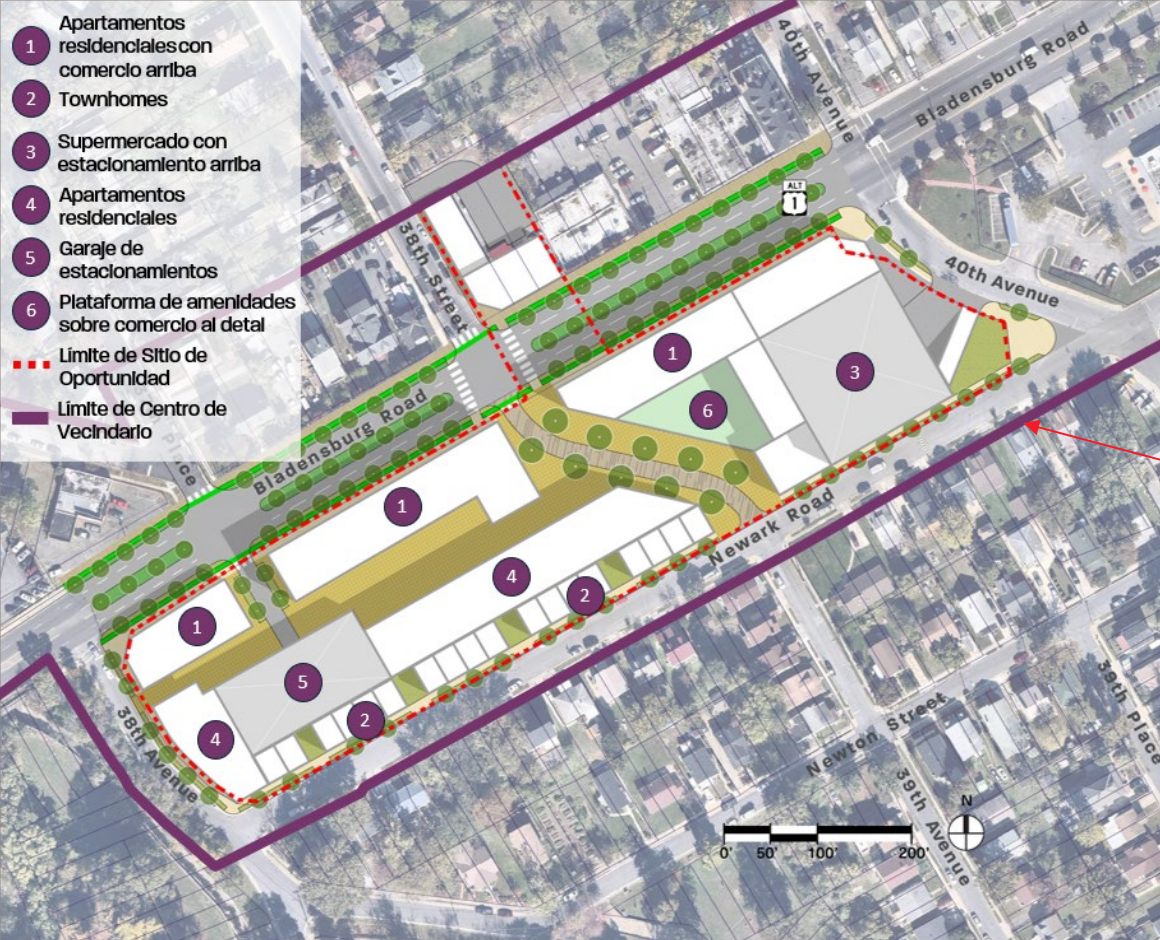 1
Apartamentos
residenciales con
comercio arriba
2
Townhomes
3
Supermercado con
estacionamiento arriba
4
Apartamentos
residenciales
5
Garaje de
estacionamientos
6
Plataforma de amenidades
sobre comercio al detal
Límite de Sitio de
Oportunidad
Límite de Centro de
Vecindario
40th Avenue
Bladensburg Road
ALT
1
38th Street
40th Avenue
1
3
6
Bladensburg Road
Place
1
4
Newark Road
2
1
5
2
4
38th Avenue
Newton Street
39th Place
39th Avenue
N
0' 50' 100' 200'